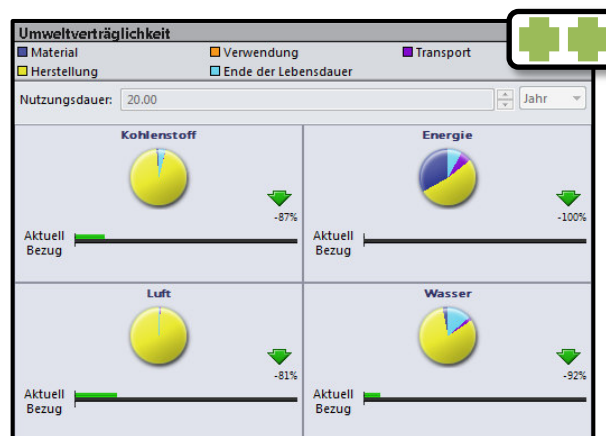 Umweltverträglichkeit
Material Verwendung Transport
Herstellung Ende der Lebensdauer
Nutzungsdauer: 20.00 Jahr
Kohlenstoff Energie
-87% -100%
Aktuell Aktuell
Bezug Bezug
Luft Wasser
-81% -92%
Aktuell Aktuell
Bezug Bezug